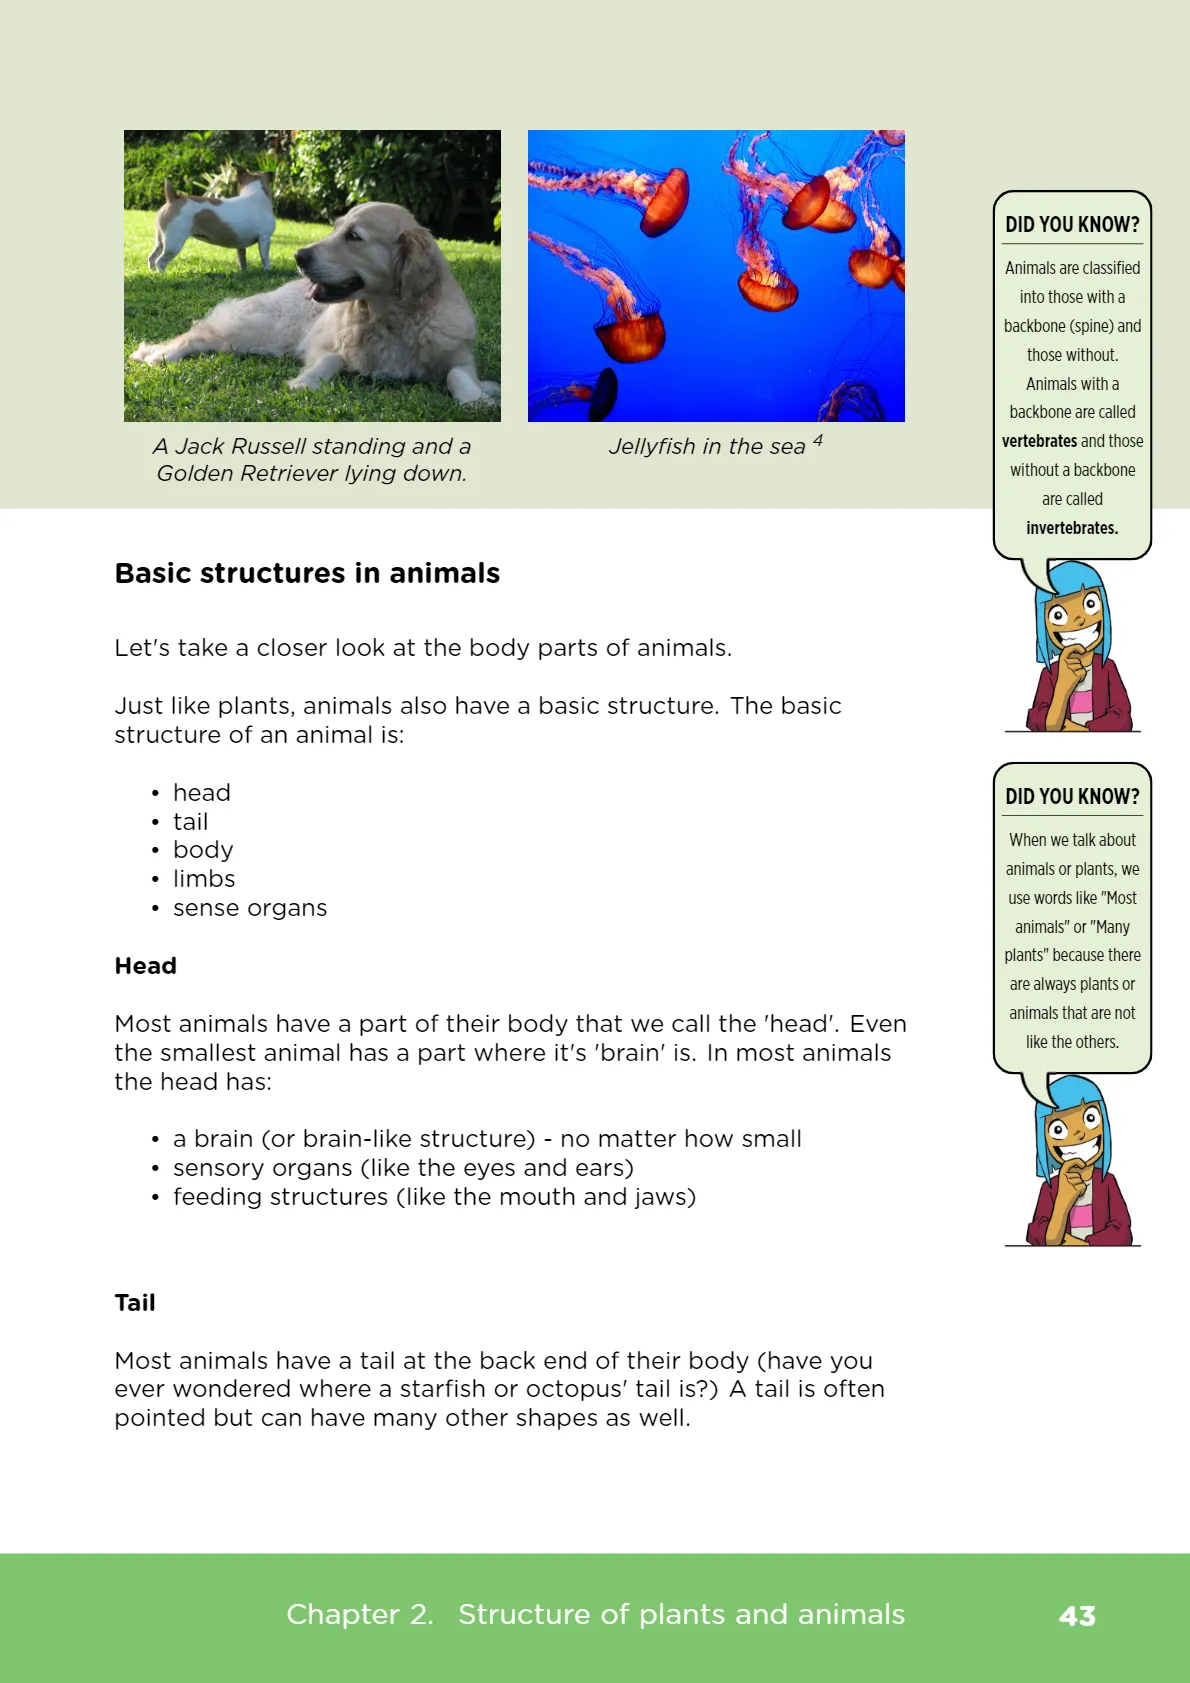 A Jack Russell standing and a
Golden Retriever lying down.
Jellyfish in the sea 4
DID YOU KNOW?
Animals are classified
into those with a
backbone (spine) and
those without.
Animals with a
backbone are called
vertebrates and those
without a backbone
are called
invertebrates.
Basic structures in animals
Let's take a closer look at the body parts of animals.
Just like plants, animals also have a basic structure. The basic
structure of an animal is:
• head
• tail
• body
• limbs
• sense organs
DID YOU KNOW?
When we talk about
animals or plants, we
use words like "Most
animals" or "Many
plants" because there
are always plants or
animals that are not
like the others.
Head
Most animals have a part of their body that we call the 'head'. Even
the smallest animal has a part where it's 'brain' is. In most animals
the head has:
• a brain (or brain-like structure) - no matter how small
• sensory organs (like the eyes and ears)
• feeding structures (like the mouth and jaws)
Tail
Most animals have a tail at the back end of their body (have you
ever wondered where a starfish or octopus' tail is?) A tail is often
pointed but can have many other shapes as well.
Chapter 2. Structure of plants and animals 43